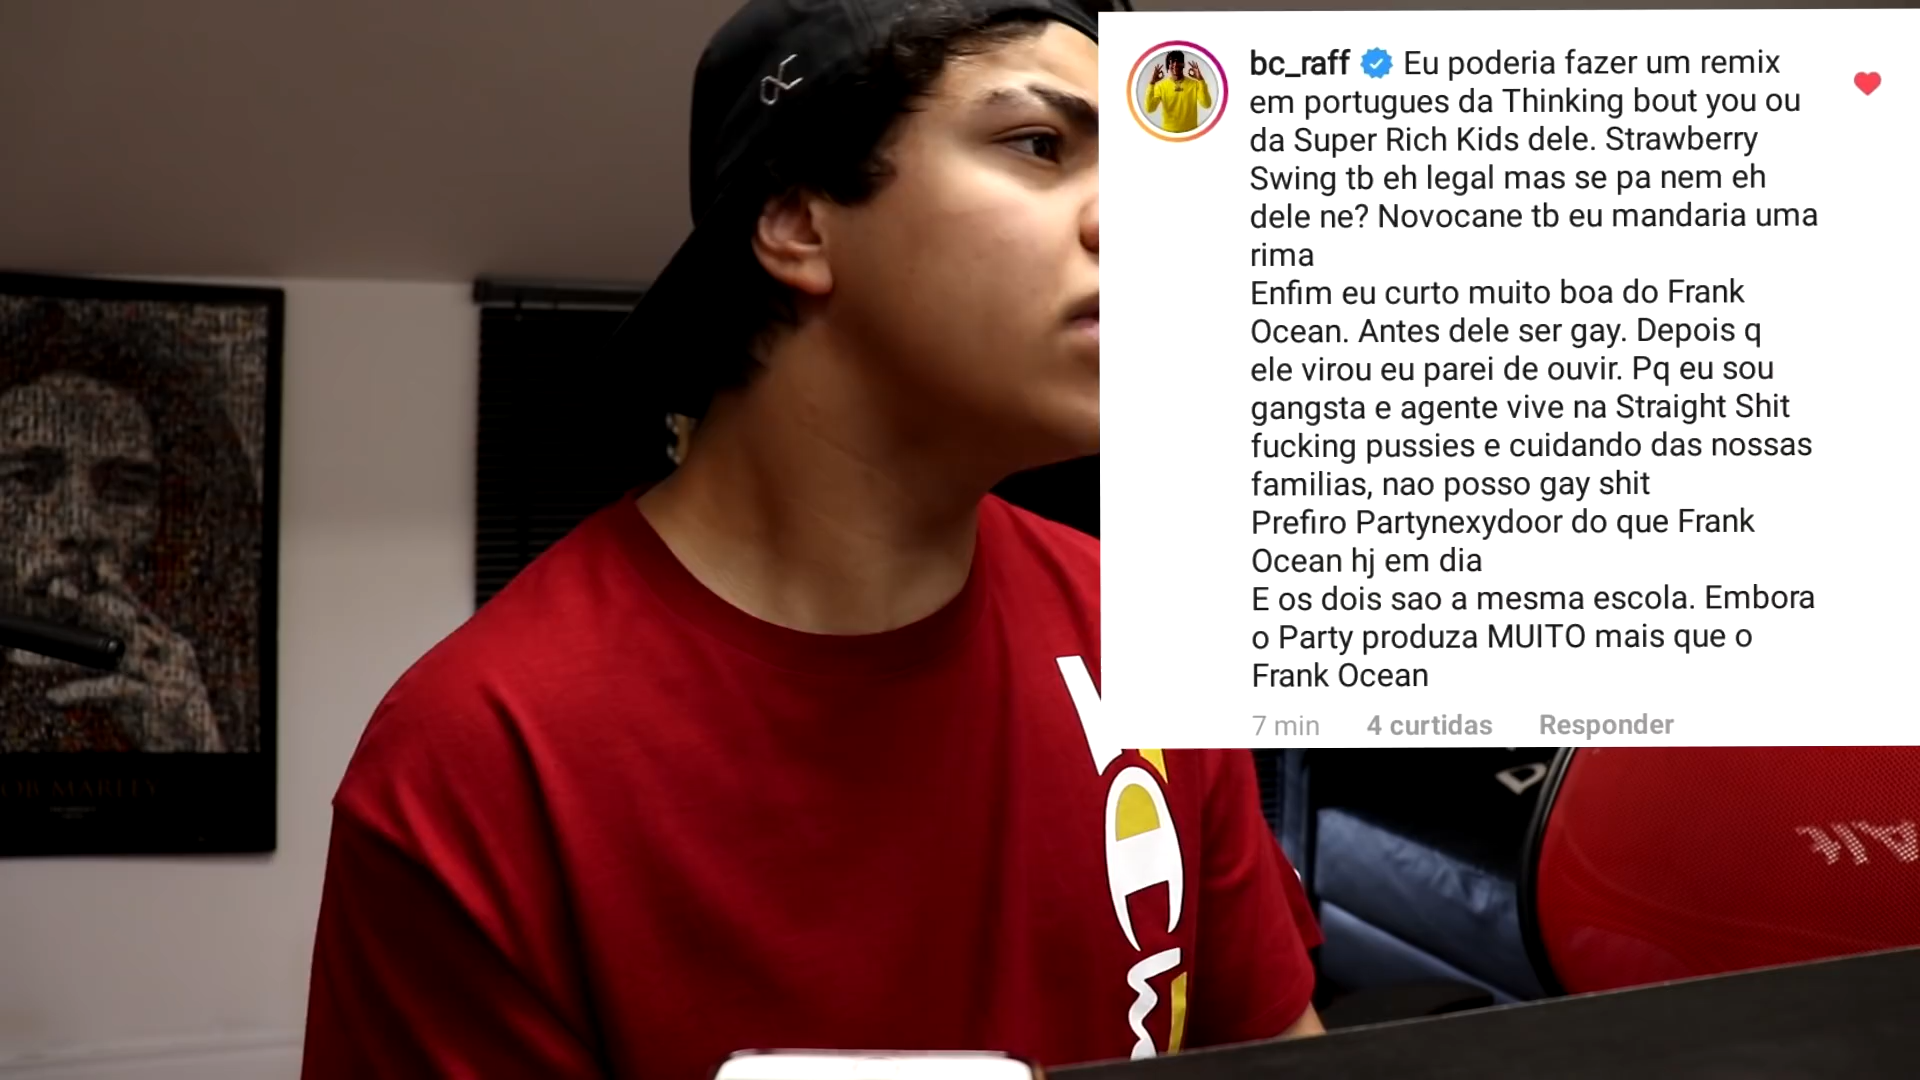 bc_raff Eu poderia fazer um remix
em portugues da Thinking bout you ou
da Super Rich Kids dele. Strawberry
Swing tb eh legal mas se pa nem eh
dele ne? Novocane tb eu mandaria uma
rima
Enfim eu curto muito boa do Frank
Ocean. Antes dele ser gay. Depois q
ele virou eu parei de ouvir. Pq eu sou
gangsta e agente vive na Straight Shit
fucking pussies e cuidando das nossas
familias, nao posso gay shit
Prefiro Partynexydoor do que Frank
Ocean hj em dia
E os dois sao a mesma escola. Embora
o Party produza MUITO mais que o
Frank Ocean
7 min 4 curtidas Responder
OB MARLEY